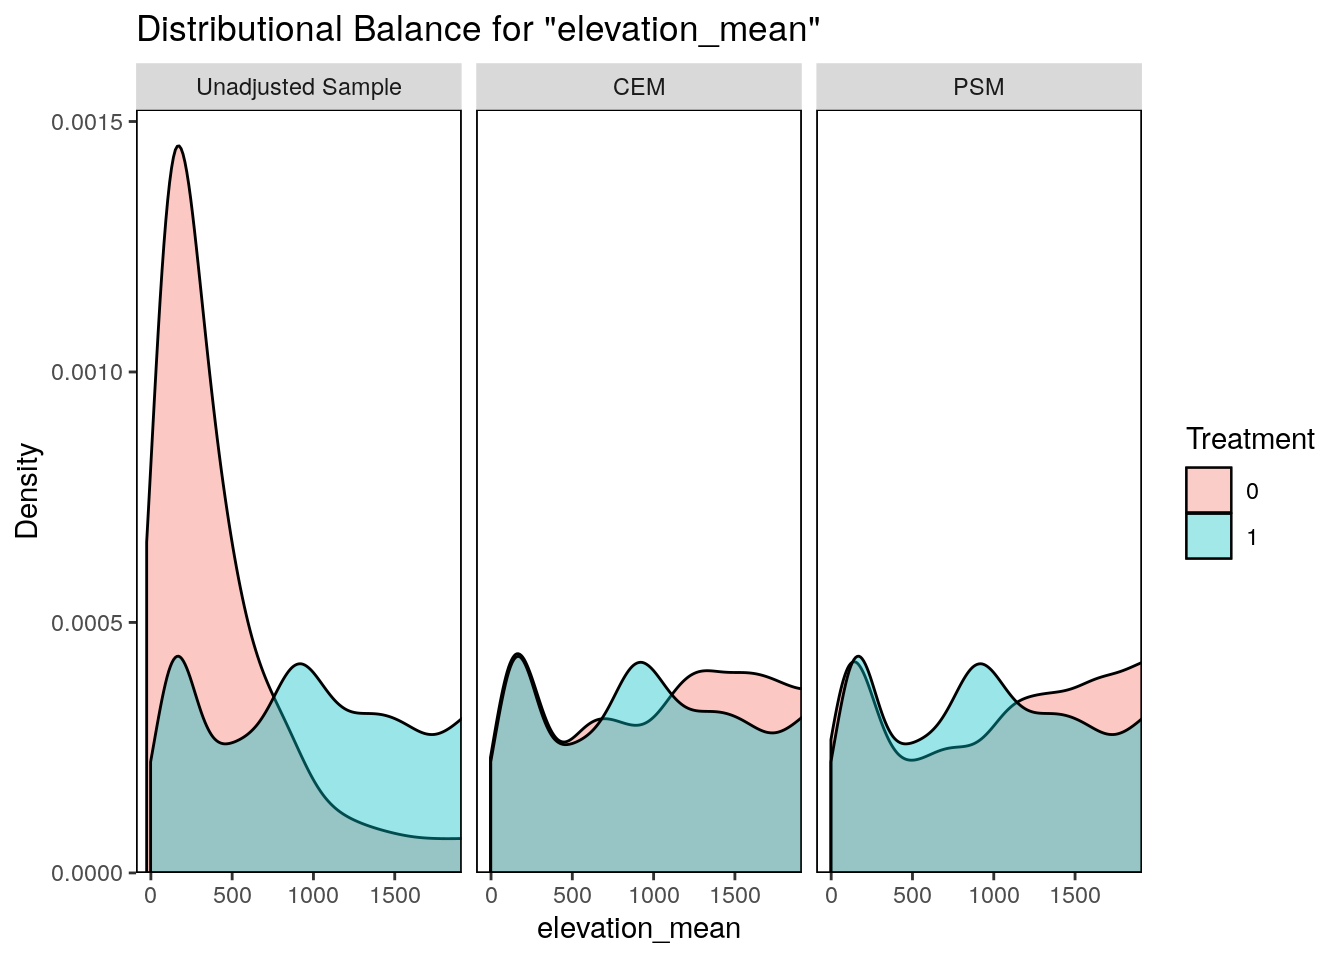 Distributional Balance for "elevation_mean"
Unadjusted Sample
CEM
PSM
0.0015
0.0010
0.0005
0.0000
Density
0 500 1000 1500
0 500 1000 1500
0 500 1000 1500
elevation_mean
Treatment
0
1